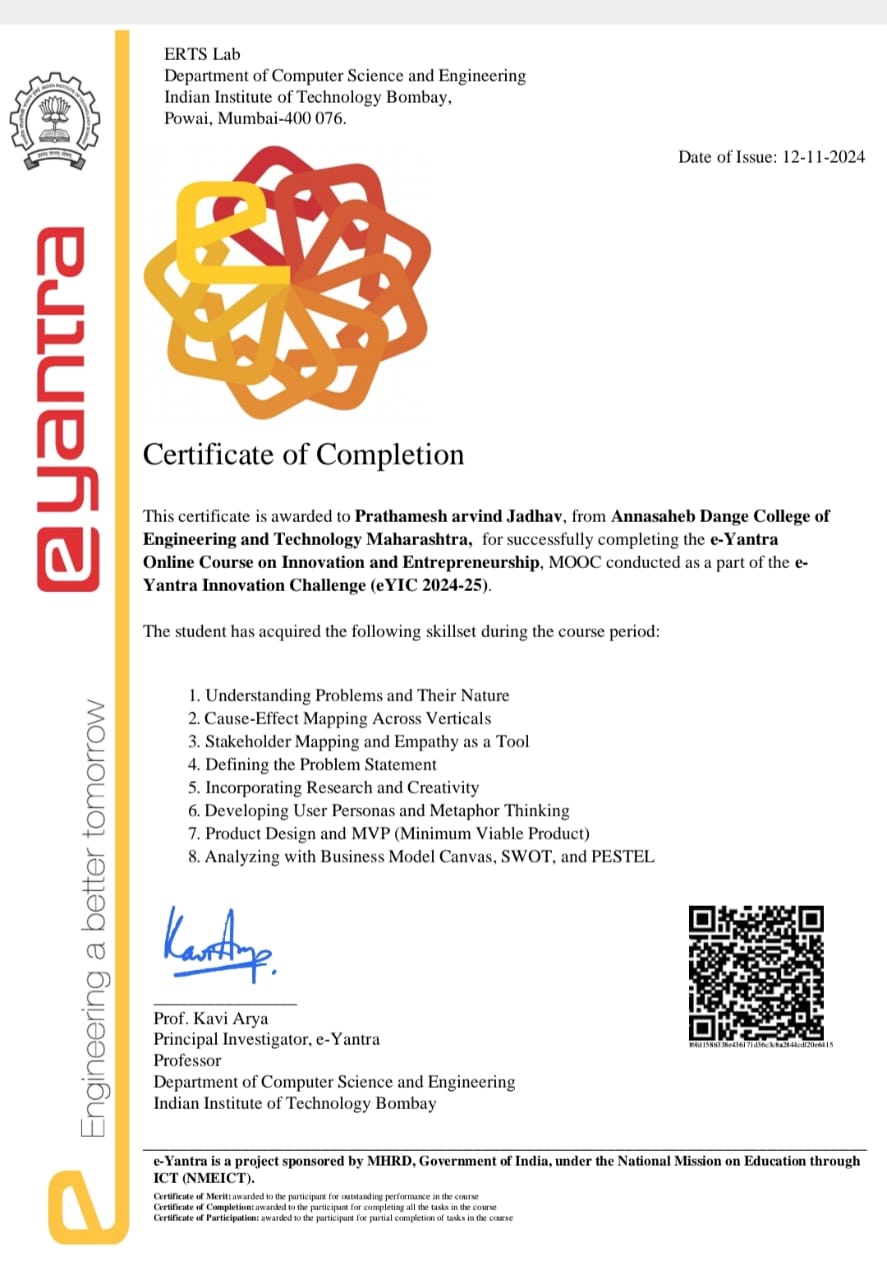 ERTS Lab
Department of Computer Science and Engineering
Indian Institute of Technology Bombay,
Powai, Mumbai-400 076.
Date of Issue: 12-11-2024
eyantra
Engineering a better tomorrow
e
e
Certificate of Completion
This certificate is awarded to Prathamesh arvind Jadhav, from Annasaheb Dange College of
Engineering and Technology Maharashtra, for successfully completing the e-Yantra
Online Course on Innovation and Entrepreneurship, MOOC conducted as a part of the e-
Yantra Innovation Challenge (eYIC 2024-25).
The student has acquired the following skillset during the course period:
1. Understanding Problems and Their Nature
2. Cause-Effect Mapping Across Verticals
3. Stakeholder Mapping and Empathy as a Tool
4. Defining the Problem Statement
5. Incorporating Research and Creativity
6. Developing User Personas and Metaphor Thinking
7. Product Design and MVP (Minimum Viable Product)
8. Analyzing with Business Model Canvas, SWOT, and PESTEL
Prof. Kavi Arya
Principal Investigator, e-Yantra
Professor
Department of Computer Science and Engineering
Indian Institute of Technology Bombay
e-Yantra is a project sponsored by MHRD, Government of India, under the National Mission on Education through
ICT (NMEICT).
Certificate of Merit: awarded to the participant for outstanding performance in the course
Certificate of Completion: awarded to the participant for completing all the tasks in the course
Certificate of Participation: awarded to the participant for partial completion of tasks in the course